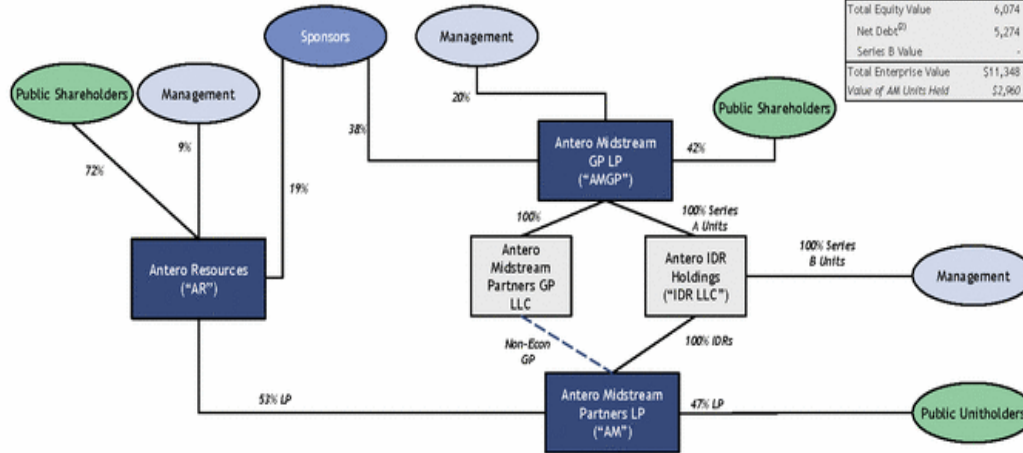 Total Equity Value 6,074
Net Debt(2) 5,274
Series B Value -
Total Enterprise Value $11,348
Value of AM Units Held $2,960
Sponsors
Management
Public Shareholders
Management
Public Shareholders
20%
38%
9%
72%
19%
Antero Midstream
GP LP
("AMGP")
42%
100%
100% Series
A Units
Antero Resources
("AR")
Antero
Midstream
Partners GP
LLC
Antero IDR
Holdings
("IDR LLC")
100% Series
B Units
Management
Non-Econ
GP
100% IDRs
53% LP
Antero Midstream
Partners LP
("AM")
47% LP
Public Unitholders